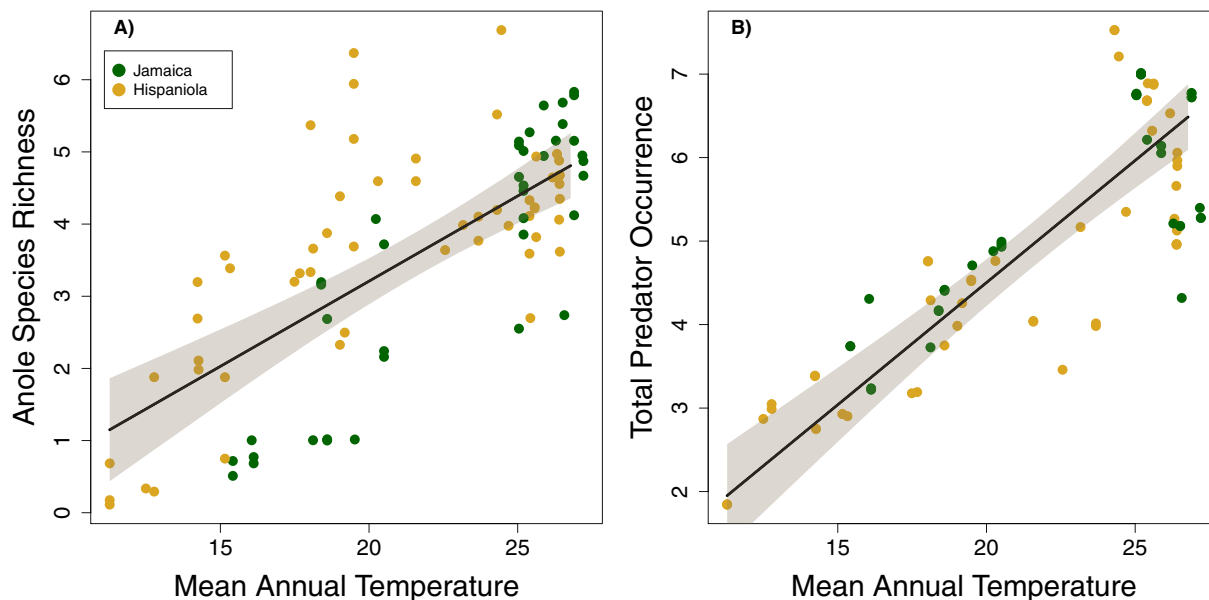 A)
Jamaica
Hispaniola
Anole Species Richness
0
1
2
3
4
5
6
15
20
25
Mean Annual Temperature
B)
Total Predator Occurrence
2
3
4
5
6
7
15
20
25
Mean Annual Temperature